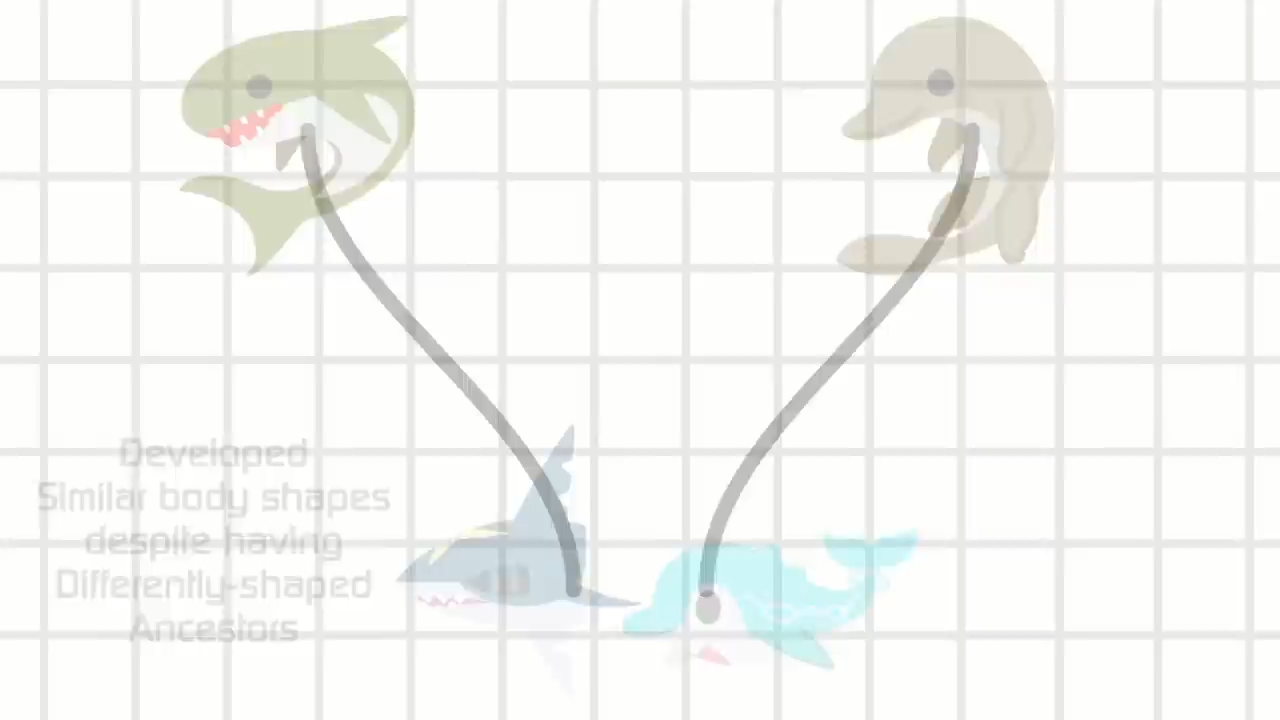 Developed
Similar body shapes
despite having
Differently-shaped
Ancestors